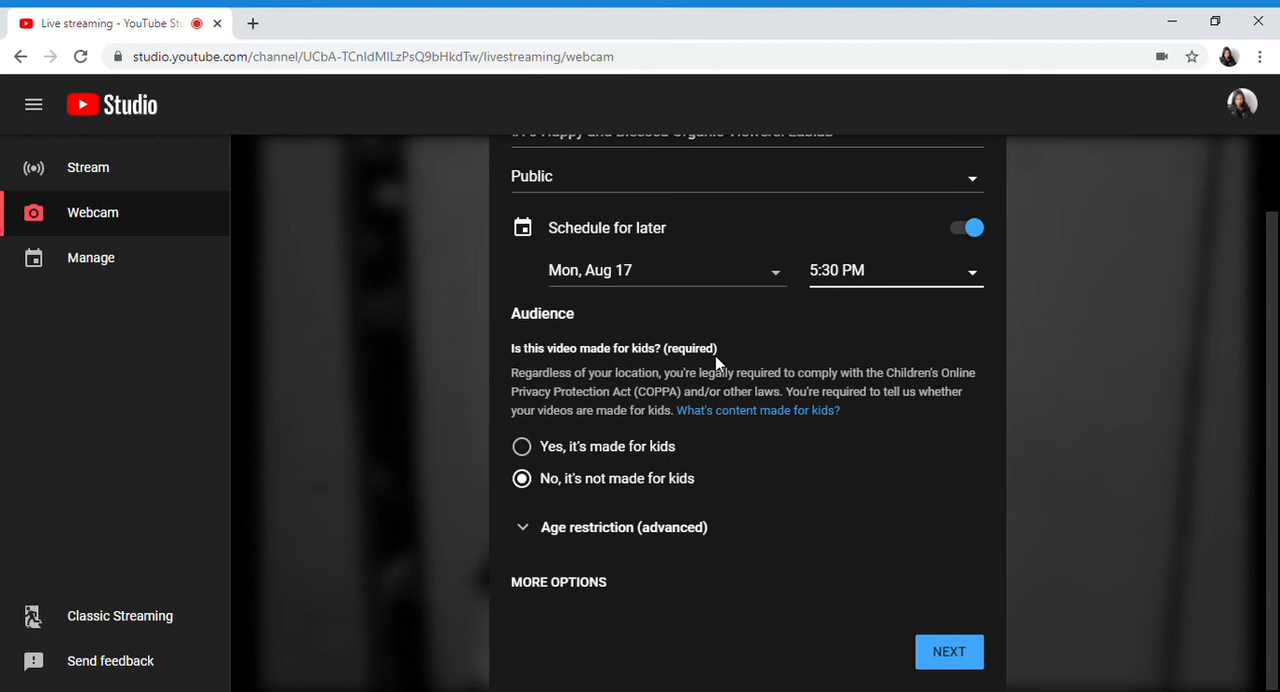 Live streaming - YouTube Stu
studio.youtube.com/channel/UCbA-TCnIdMILzPsQ9bHkdTw/livestreaming/webcam
Studio
Stream
Webcam
Manage
Classic Streaming
Send feedback
Public
Schedule for later
Mon, Aug 17
5:30 PM
Audience
Is this video made for kids? (required)
Regardless of your location, you're legally required to comply with the Children's Online
Privacy Protection Act (COPPA) and/or other laws. You're required to tell us whether
your videos are made for kids. What's content made for kids?
Yes, it's made for kids
No, it's not made for kids
Age restriction (advanced)
MORE OPTIONS
NEXT